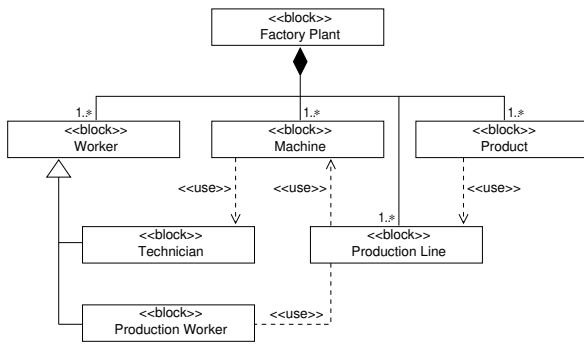 <<block>>
Factory Plant
1..*
1..*
1..*
<<block>>
Worker
<<block>>
Machine
<<block>>
Product
<<use>>
<<use>>
<<use>>
1..*
<<block>>
Technician
<<block>>
Production Line
<<block>>
Production Worker
<<use>>